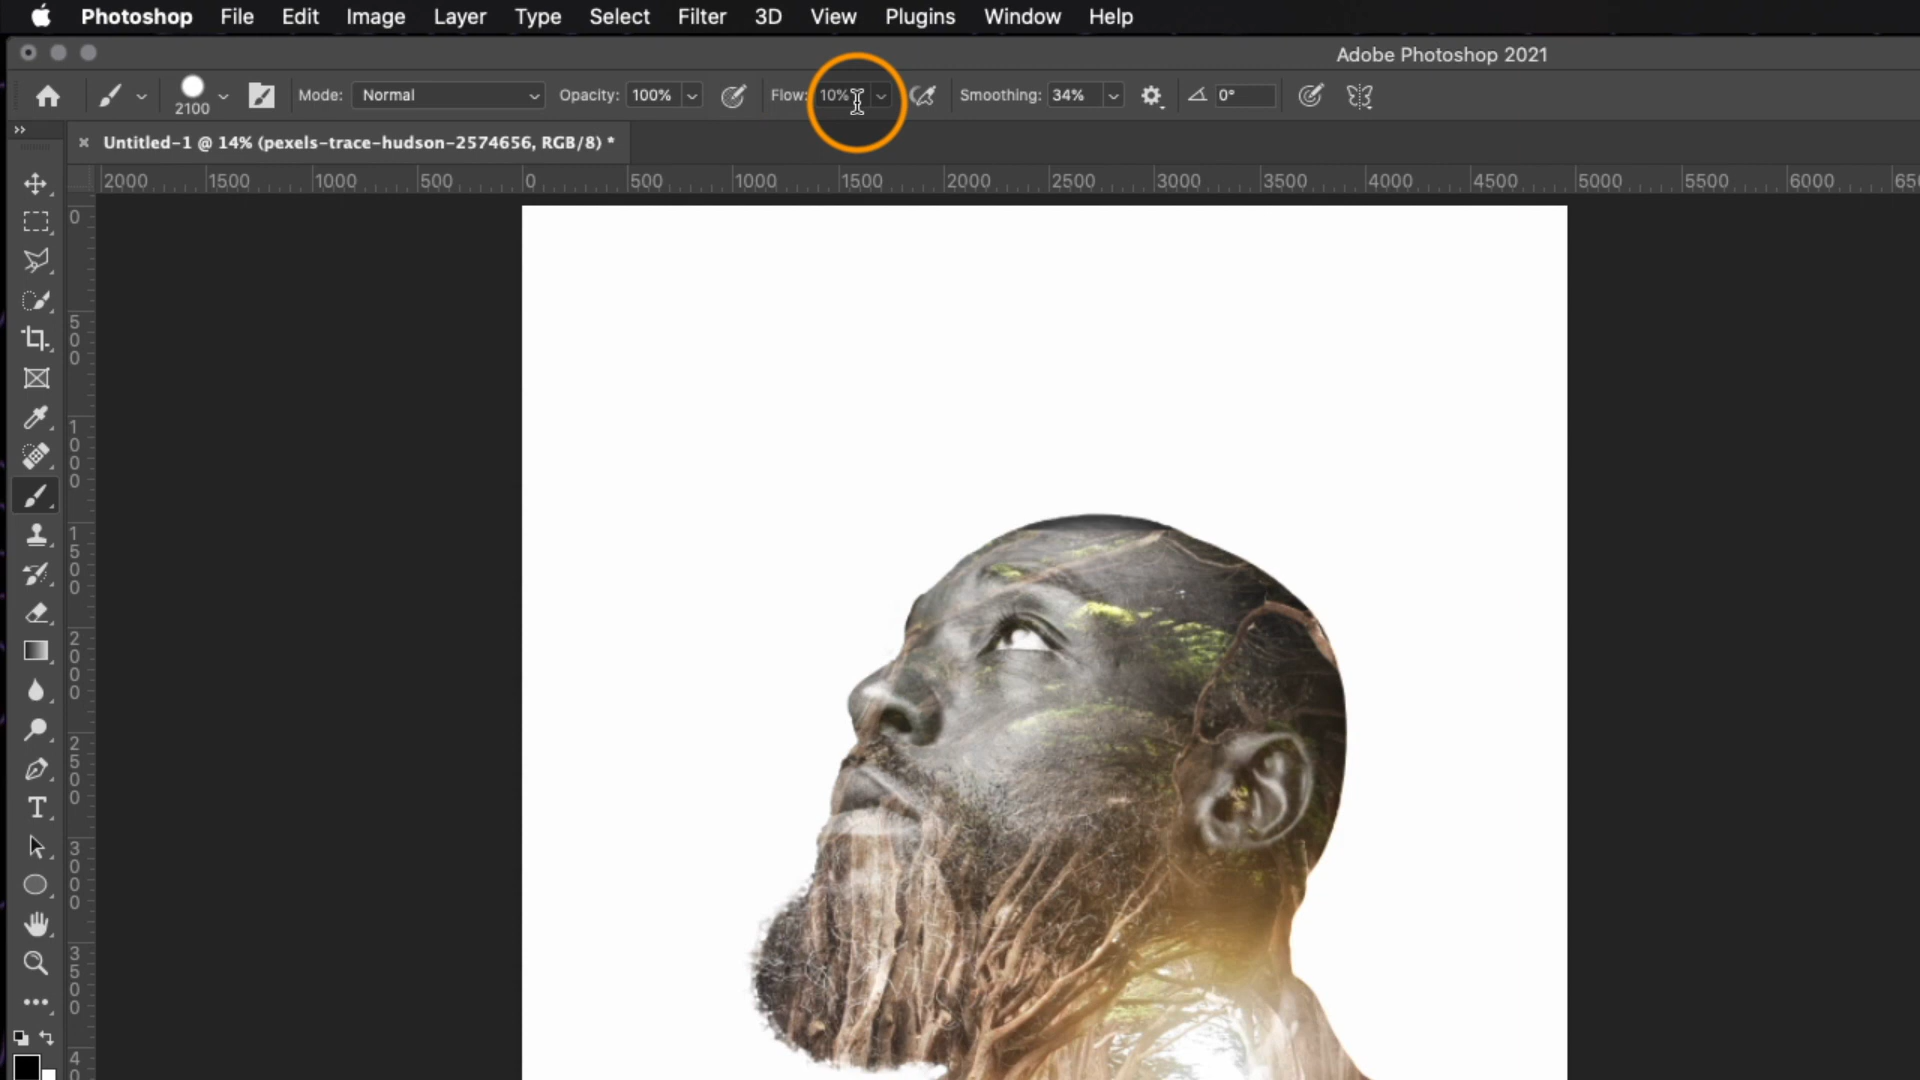 Photoshop File Edit Image Layer Type Select Filter 3D View Plugins Window Help
Adobe Photoshop 2021
2100 Mode: Normal Opacity: 100% Flow: 10% Smoothing: 34% 0°
Untitled-1 @ 14% (pexels-trace-hudson-2574656, RGB/8) *
2000 1500 1000 500 0 500 1000 1500 2000 2500 3000 3500 4000 4500 5000 5500 6000
0
500
1000
1500
2000
2500
3000
3500